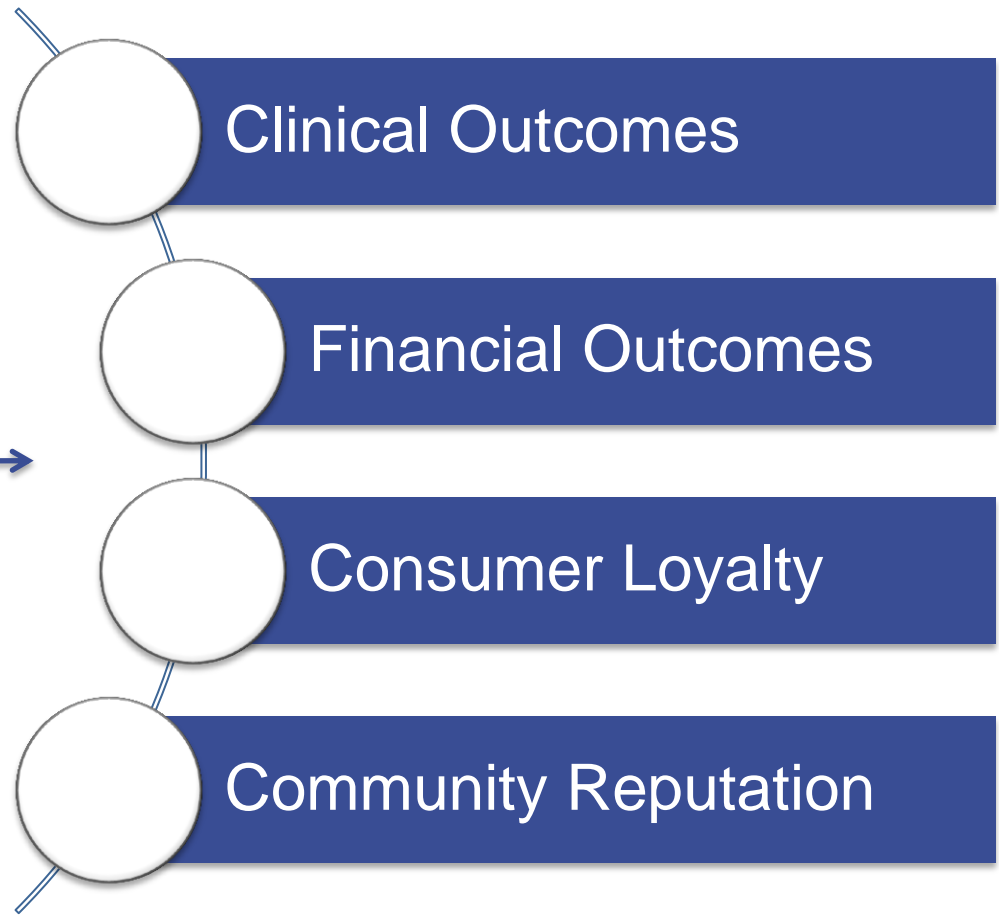 Clinical Outcomes
Financial Outcomes
Consumer Loyalty
Community Reputation